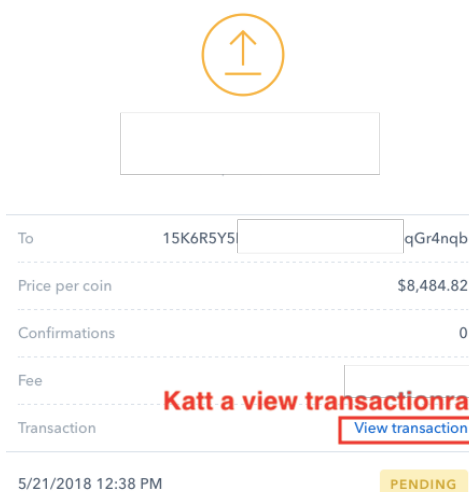 To 15K6R5Y5 qGr4nqb
Price per coin $8,484.82
Confirmations 0
Fee
Katt a view transactionra
Transaction View transaction
5/21/2018 12:38 PM PENDING